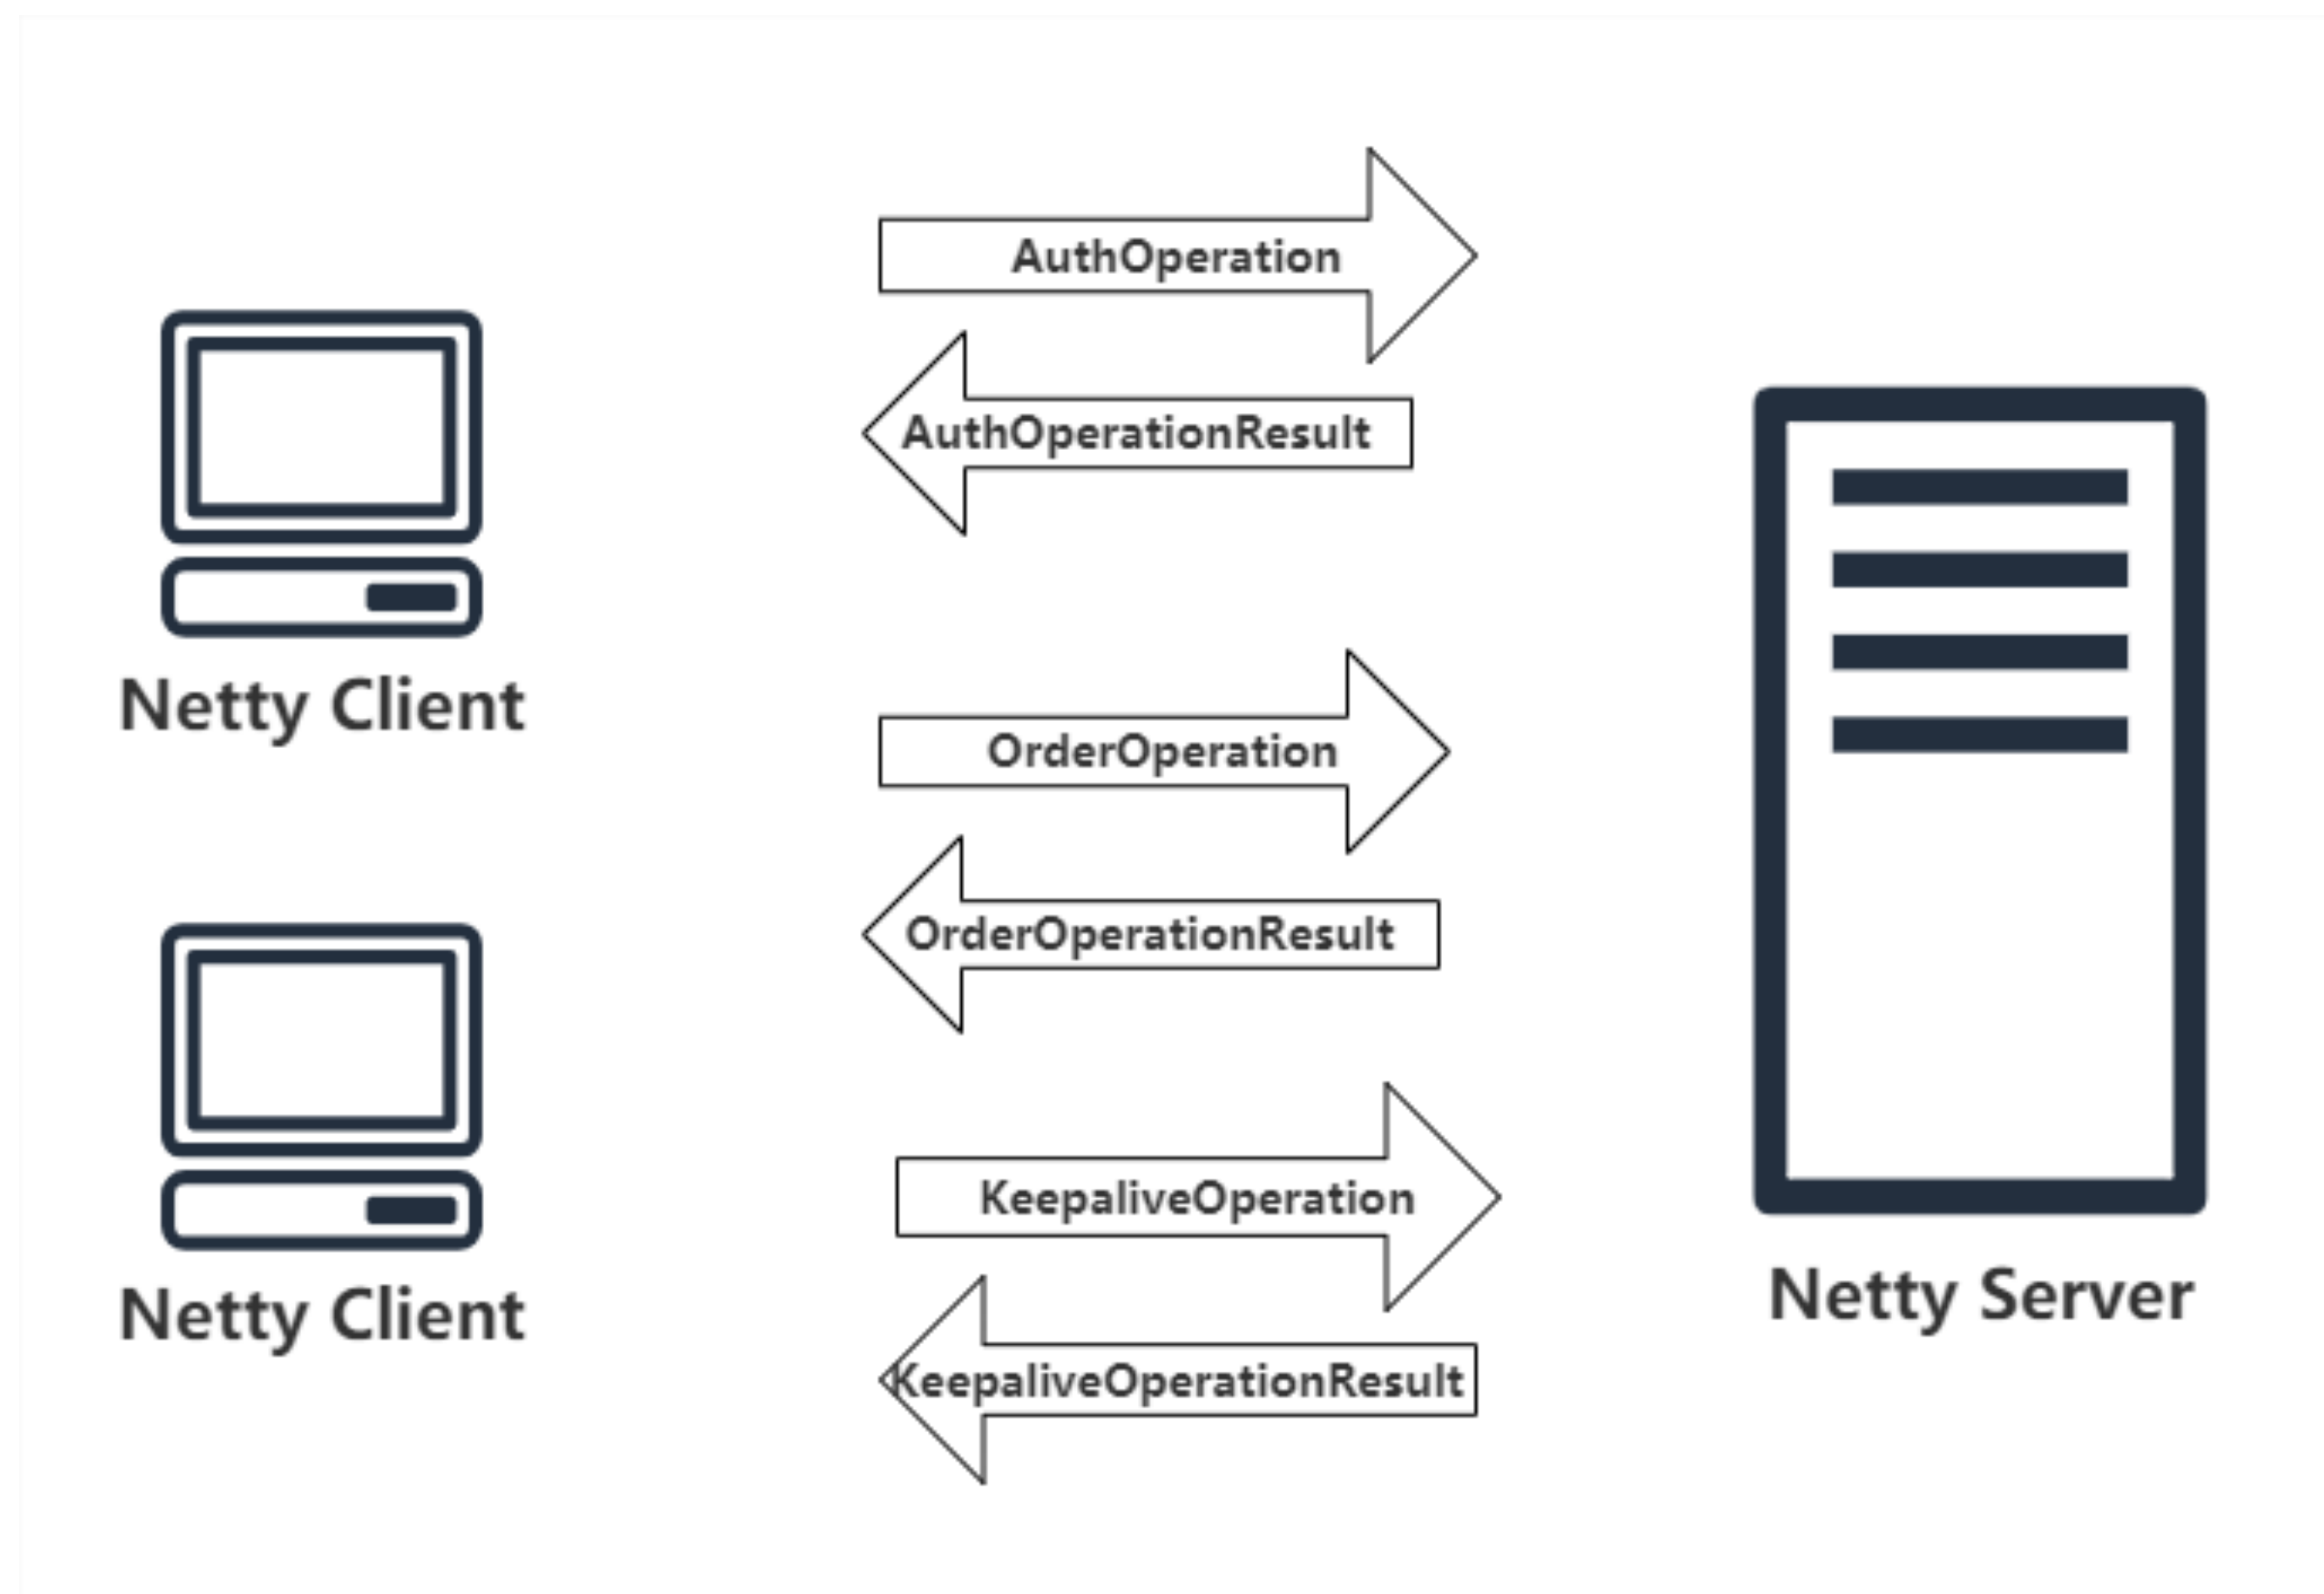 AuthOperation
AuthOperationResult
Netty Client
OrderOperation
OrderOperationResult
KeepaliveOperation
Netty Client
KeepaliveOperationResult
Netty Server